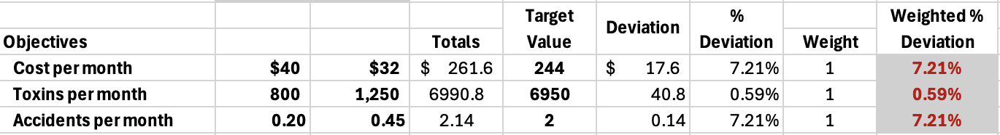 Target % Weighted %
Objectives Totals Value Deviation Deviation Weight Deviation
Cost per month $40 $32 $ 261.6 244 $ 17.6 7.21% 1 7.21%
Toxins per month 800 1,250 6990.8 6950 40.8 0.59% 1 0.59%
Accidents per month 0.20 0.45 2.14 2 0.14 7.21% 1 7.21%